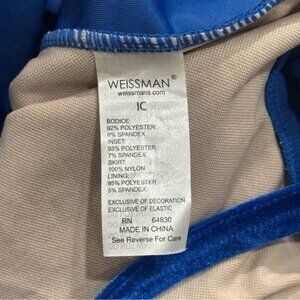 WEISSMAN®
weissmans.com
IC
BODICE:
92% POLYESTER
8% SPANDEX
INSET:
93% POLYESTER
7% SPANDEX
SKIRT:
100% NYLON
LINING:
95% POLYESTER
5% SPANDEX
EXCLUSIVE OF DECORATION
EXCLUSIVE OF ELASTIC
RN 64830
MADE IN CHINA
See Reverse For Care